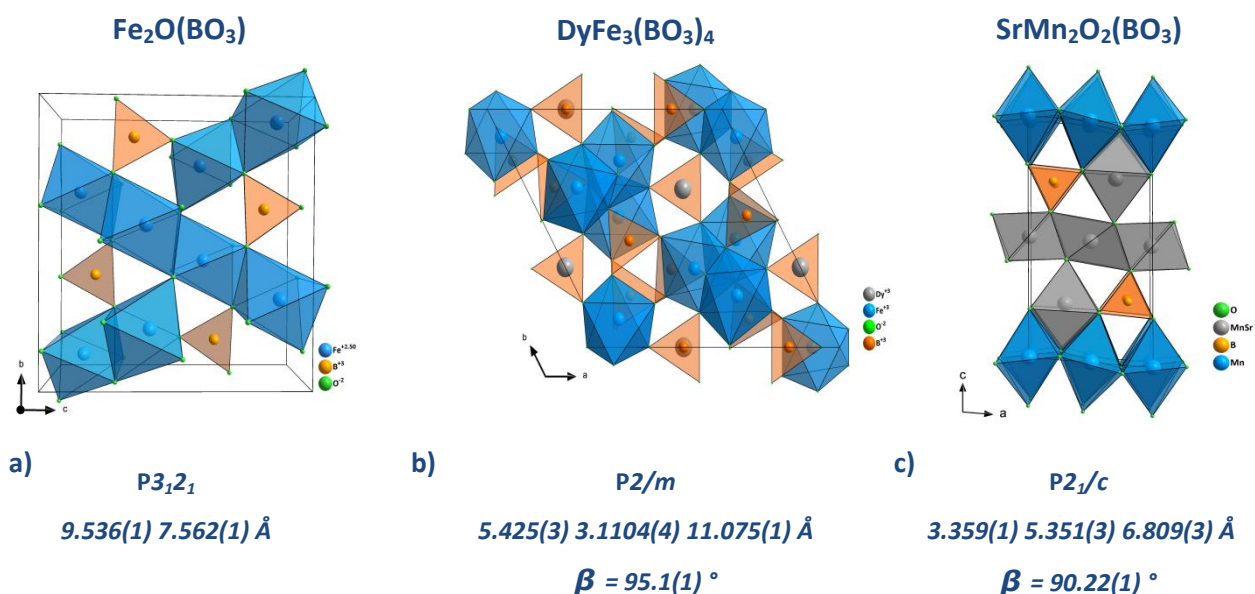 Fe₂O(BO₃)
DyFe₃(BO₃)₄
SrMn₂O₂(BO₃)
b
c
Fe⁺²·⁵⁰
B⁺³
O⁻²
b
a
Dy⁺³
Fe⁺³
O⁻²
B⁺³
c
a
O
MnSr
B
Mn
a)
P3₁2₁
9.536(1) 7.562(1) Å
b)
P2/m
5.425(3) 3.1104(4) 11.075(1) Å
β = 95.1(1) °
c)
P2₁/c
3.359(1) 5.351(3) 6.809(3) Å
β = 90.22(1) °